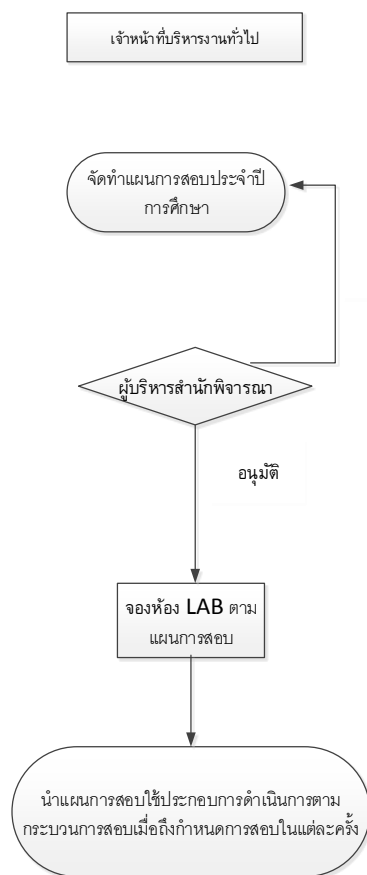 เจ้าหน้าที่บริหารงานทั่วไป
จัดทำแผนการสอบประจำปี
การศึกษา
ผู้บริหารสำนักพิจารณา
อนุมัติ
จองห้อง LAB ตาม
แผนการสอบ
นำแผนการสอบใช้ประกอบการดำเนินการตาม
กระบวนการสอบเมื่อถึงกำหนดการสอบในแต่ละครั้ง